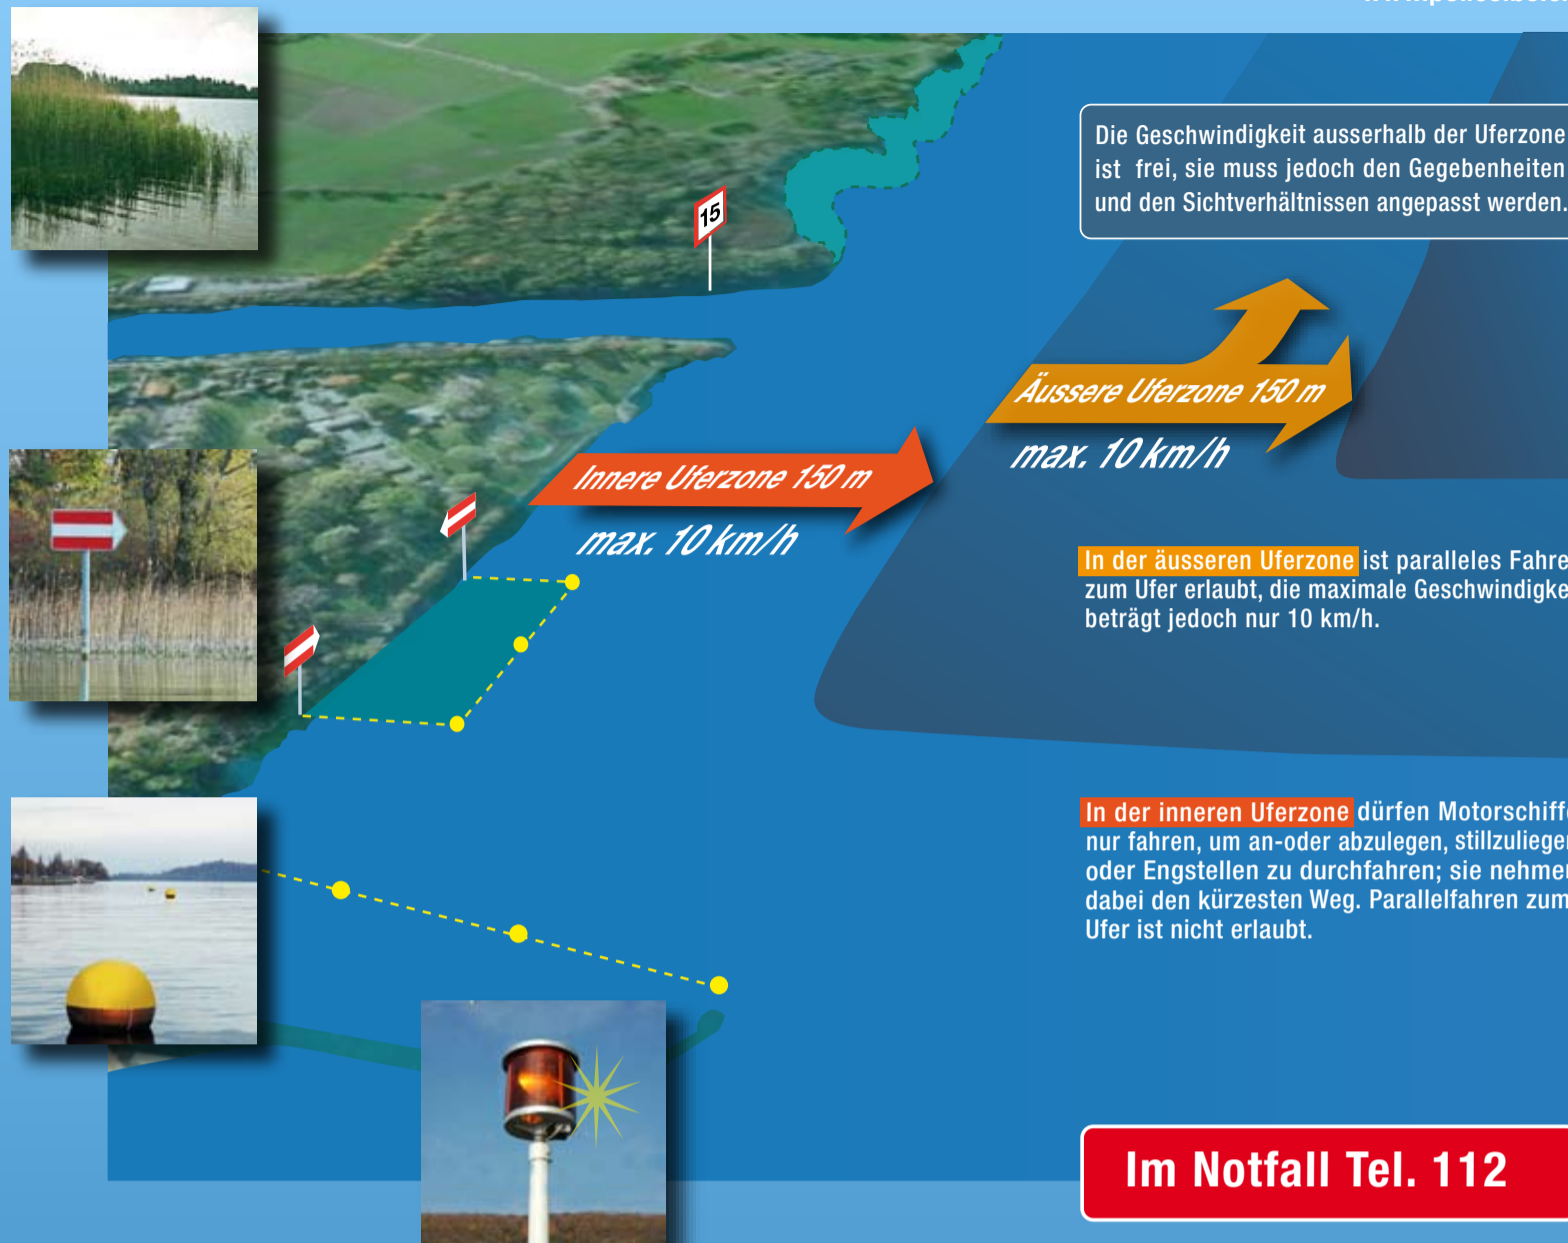 Die Geschwindigkeit ausserhalb der Uferzone
ist frei, sie muss jedoch den Gegebenheiten
und den Sichtverhältnissen angepasst werden.
15
Äussere Uferzone 150 m
max. 10 km/h
Innere Uferzone 150 m
max. 10 km/h
In der äusseren Uferzone ist paralleles Fahre
zum Ufer erlaubt, die maximale Geschwindigke
beträgt jedoch nur 10 km/h.
In der inneren Uferzone dürfen Motorschiffe
nur fahren, um an-oder abzulegen, stillzuliegen
oder Engstellen zu durchfahren; sie nehmen
dabei den kürzesten Weg. Parallelfahren zum
Ufer ist nicht erlaubt.
Im Notfall Tel. 112